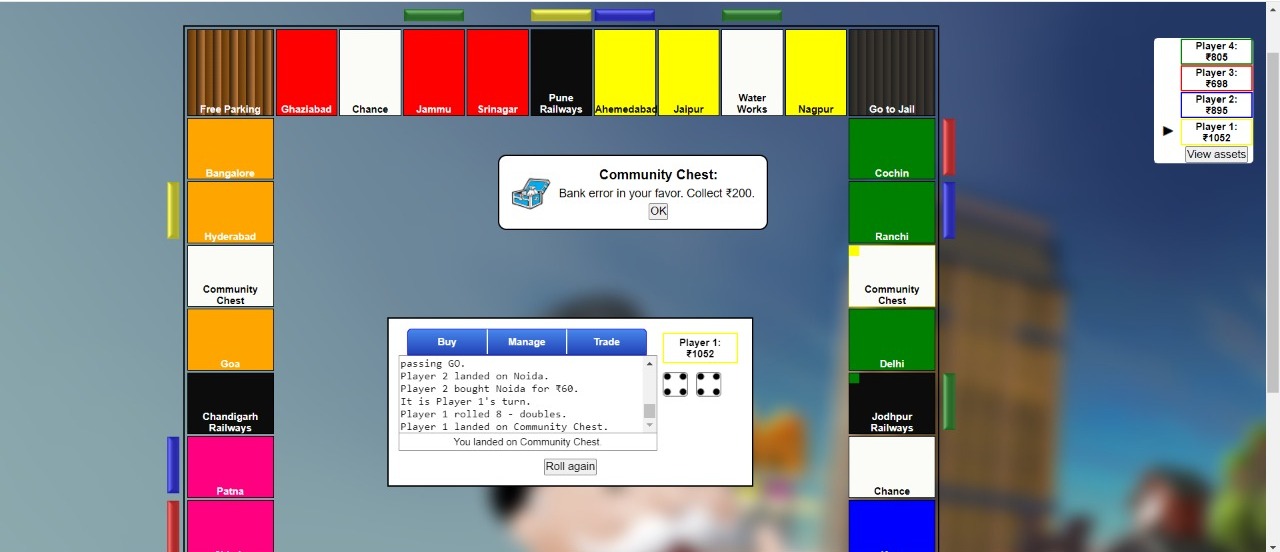 Free Parking
Ghaziabad
Chance
Jammu
Srinagar
Pune
Railways
Ahemedabad
Jaipur
Water
Works
Nagpur
Go to Jail
Player 4:
₹805
Player 3:
₹698
Player 2:
₹895
Player 1:
₹1052
View assets
Bangalore
Hyderabad
Community
Chest
Goa
Chandigarh
Railways
Patna
Community Chest:
Bank error in your favor. Collect ₹200.
OK
Buy
Manage
Trade
Player 1:
₹1052
passing GO.
Player 2 landed on Noida.
Player 2 bought Noida for ₹60.
It is Player 1's turn.
Player 1 rolled 8 - doubles.
Player 1 landed on Community Chest.
You landed on Community Chest.
Roll again
Cochin
Ranchi
Community
Chest
Delhi
Jodhpur
Railways
Chance